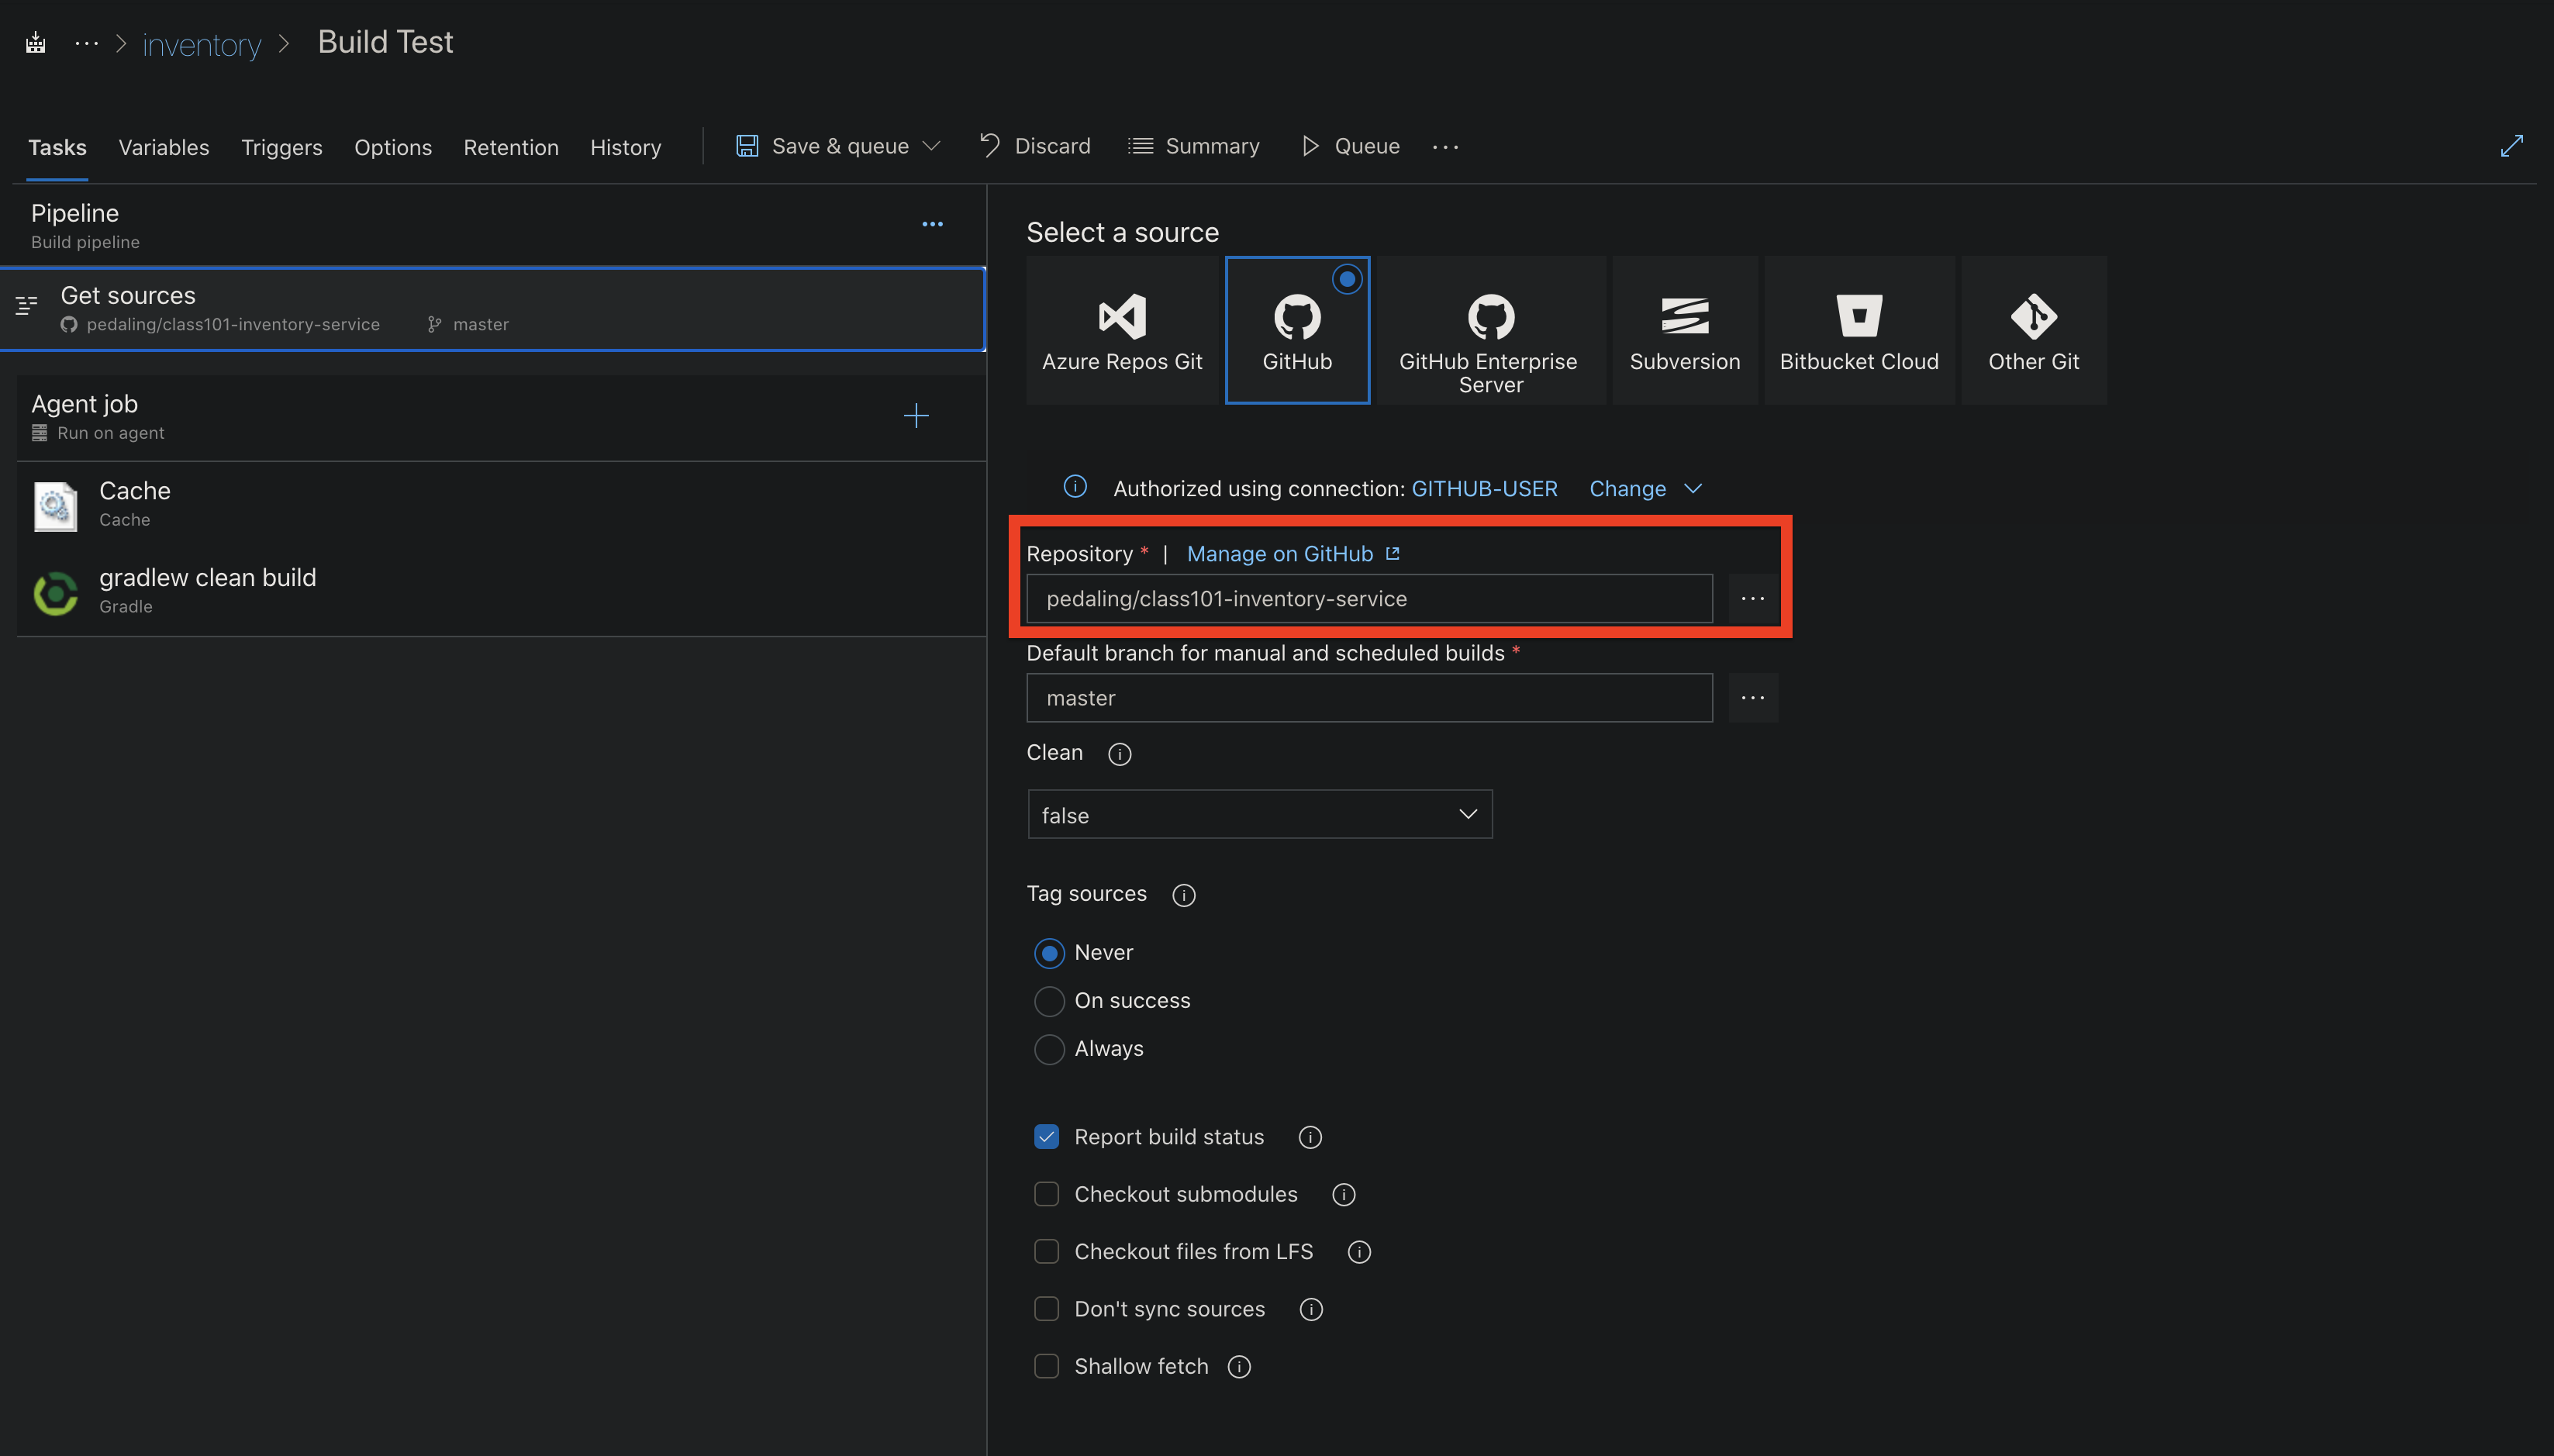 ... > inventory > Build Test
Tasks Variables Triggers Options Retention History | Save & queue Discard Summary Queue ...
Pipeline
Build pipeline
Get sources
pedaling/class101-inventory-service master
Agent job
Run on agent
Cache
Cache
gradlew clean build
Gradle
Select a source
Azure Repos Git
GitHub
GitHub Enterprise
Server
Subversion
Bitbucket Cloud
Other Git
Authorized using connection: GITHUB-USER Change
Repository * | Manage on GitHub
pedaling/class101-inventory-service ...
Default branch for manual and scheduled builds *
master ...
Clean
false
Tag sources
Never
On success
Always
Report build status
Checkout submodules
Checkout files from LFS
Don't sync sources
Shallow fetch